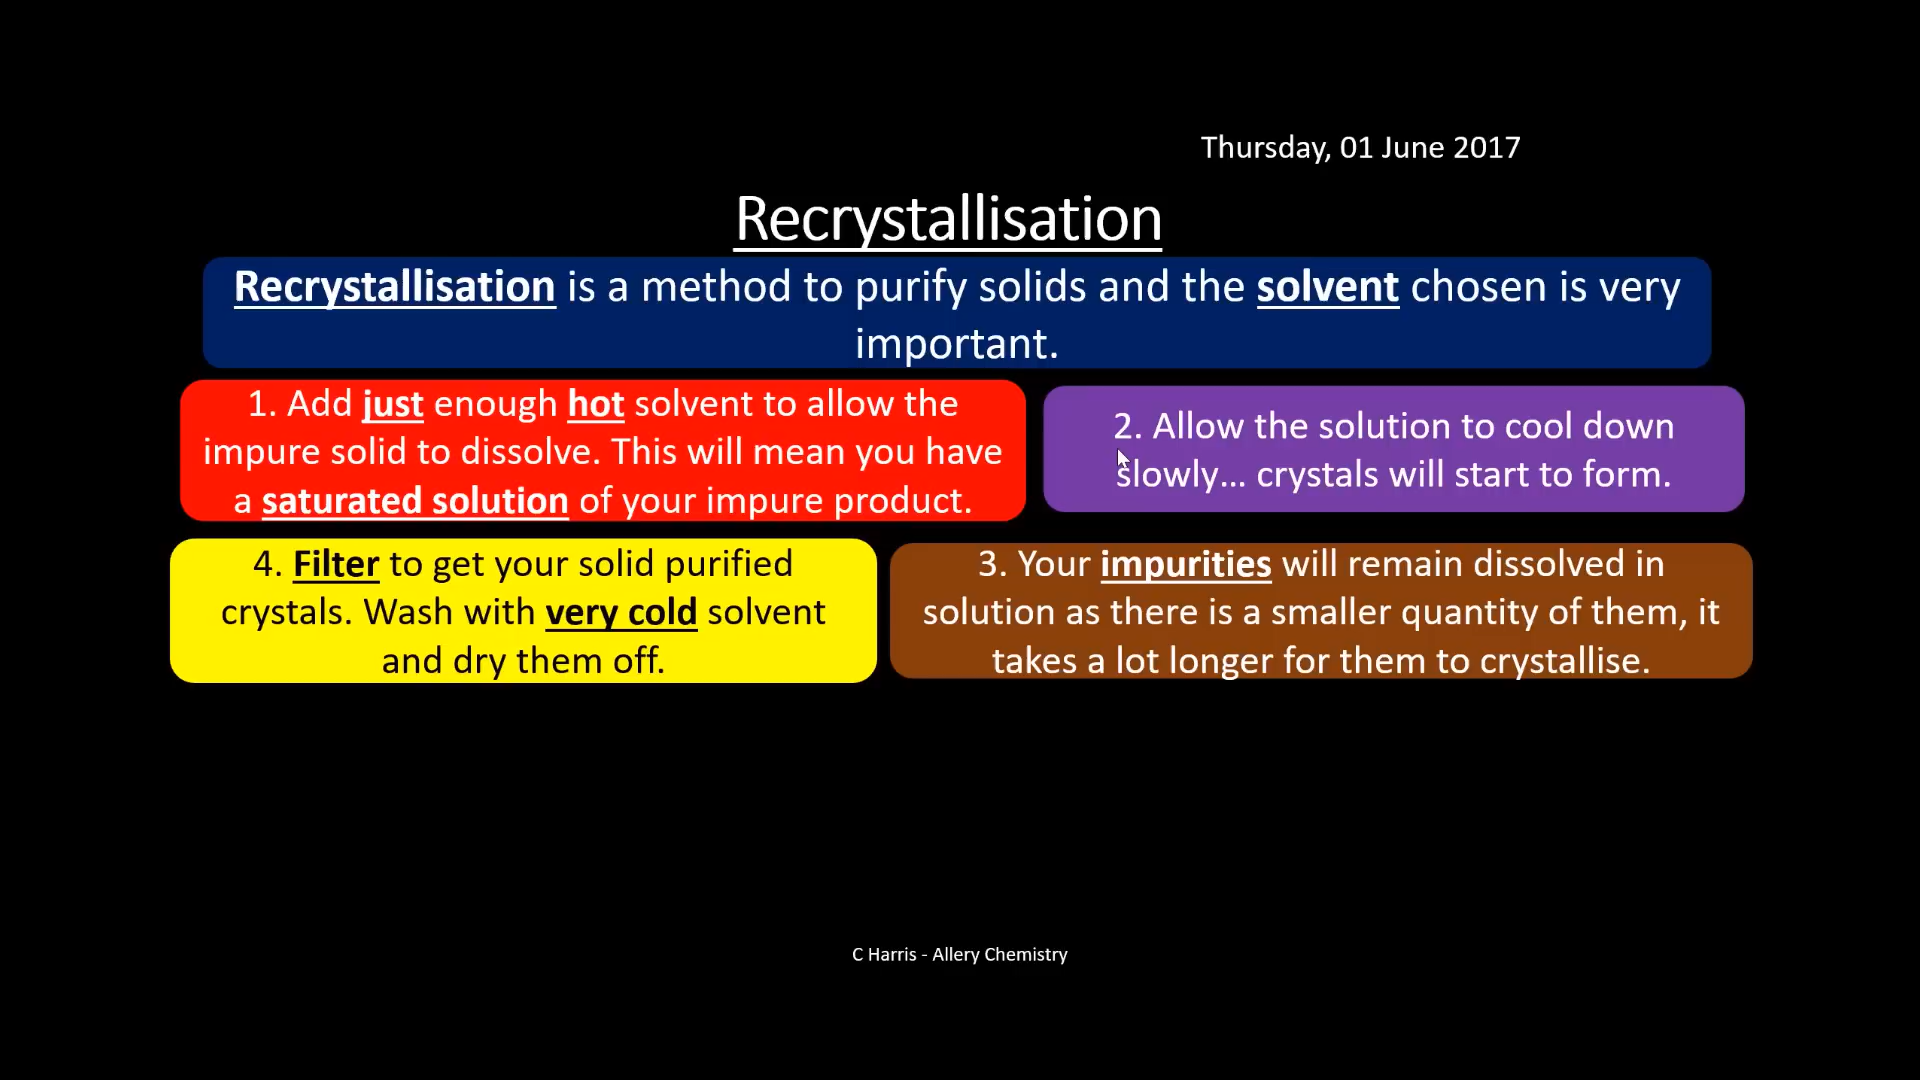 Thursday, 01 June 2017
Recrystallisation
Recrystallisation is a method to purify solids and the solvent chosen is very
important.
1. Add just enough hot solvent to allow the
impure solid to dissolve. This will mean you have
a saturated solution of your impure product.
2. Allow the solution to cool down
slowly... crystals will start to form.
3. Your impurities will remain dissolved in
solution as there is a smaller quantity of them, it
takes a lot longer for them to crystallise.
4. Filter to get your solid purified
crystals. Wash with very cold solvent
and dry them off.
C Harris - Allery Chemistry